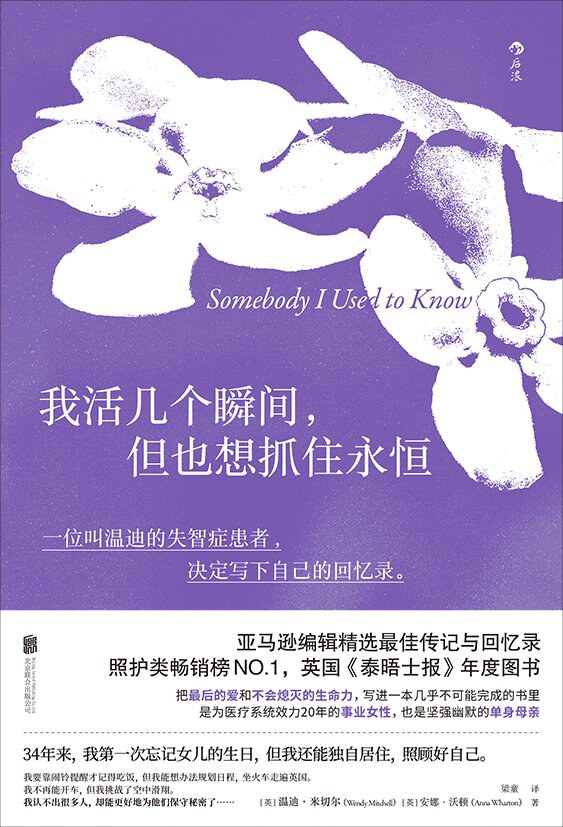 后浪
Somebody I Used to Know
我活几个瞬间，
但也想抓住永恒
一位叫温迪的失智症患者，
决定写下自己的回忆录。
北京联合出版公司
亚马逊编辑精选最佳传记与回忆录
照护类畅销榜NO.1，英国《泰晤士报》年度图书
把最后的爱和不会熄灭的生命力，写进一本几乎不可能完成的书里
是为医疗系统效力20年的事业女性，也是坚强幽默的单身母亲
34年来，我第一次忘记女儿的生日，但我还能独自居住，照顾好自己。
我要靠闹铃提醒才记得吃饭，但我能想办法规划日程，坐火车走遍英国。
我不再能开车，但我挑战了空中滑翔。
我认不出很多人，却能更好地为他们保守秘密了……
梁童 译
［英］温迪·米切尔（Wendy Mitchell）［英］安娜·沃顿（Anna Wharton） 著